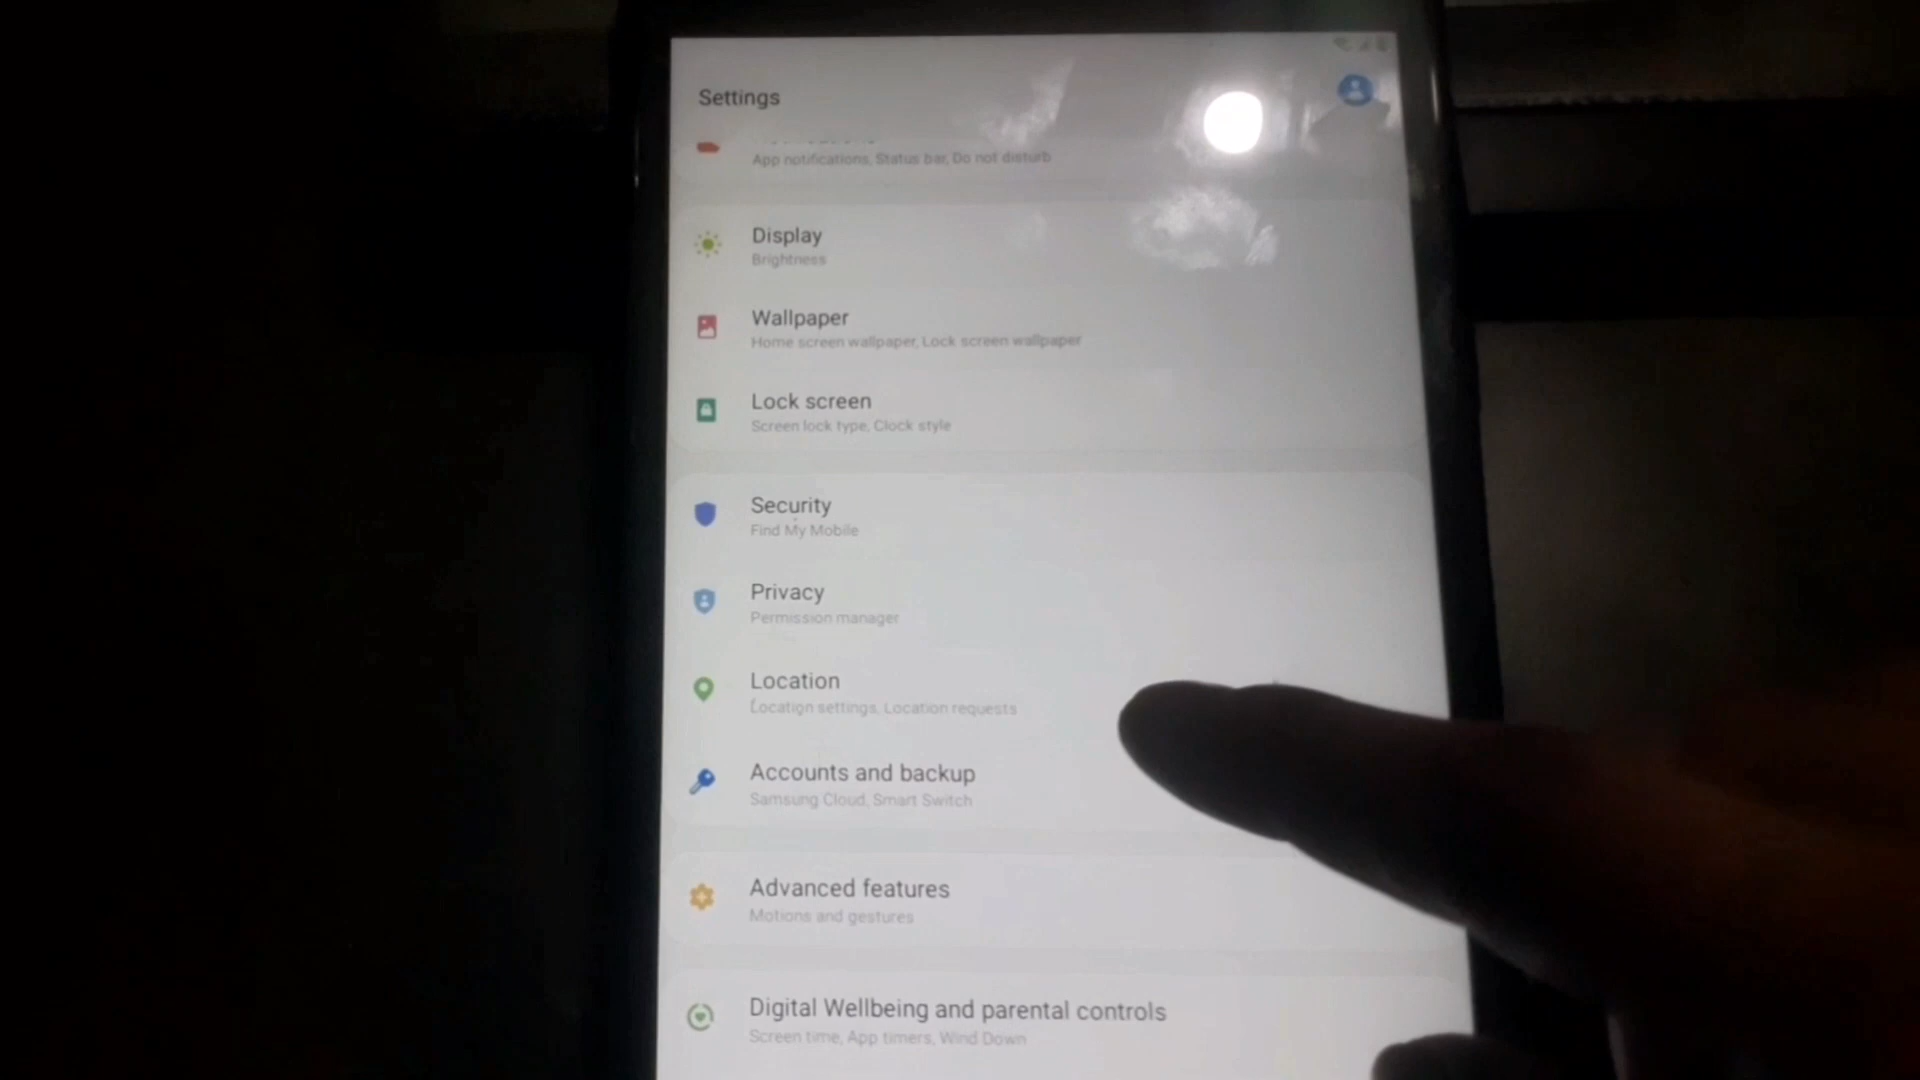 Settings
App notifications, Status bar, Do not disturb
Display
Brightness
Wallpaper
Home screen wallpaper, Lock screen wallpaper
Lock screen
Screen lock type, Clock style
Security
Find My Mobile
Privacy
Permission manager
Location
Location settings, Location requests
Accounts and backup
Samsung Cloud, Smart Switch
Advanced features
Motions and gestures
Digital Wellbeing and parental controls
Screen time, App timers, Wind Down